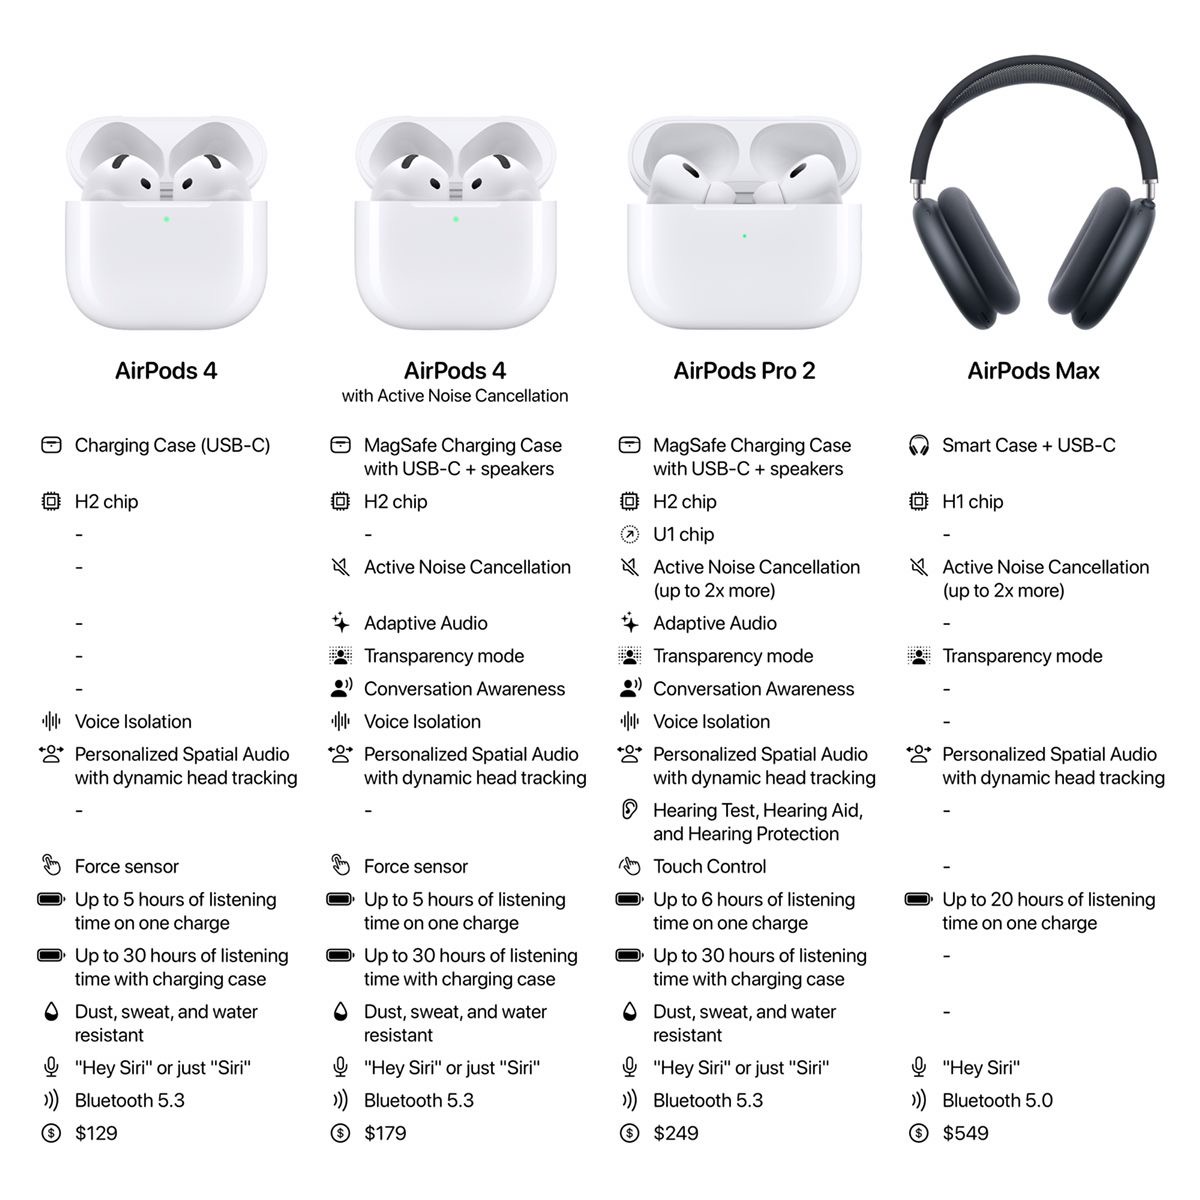 AirPods 4
Charging Case (USB-C)
H2 chip
-
-
-
-
-
Voice Isolation
Personalized Spatial Audio
with dynamic head tracking
-
Force sensor
Up to 5 hours of listening
time on one charge
Up to 30 hours of listening
time with charging case
Dust, sweat, and water
resistant
"Hey Siri" or just "Siri"
Bluetooth 5.3
$129
AirPods 4
with Active Noise Cancellation
MagSafe Charging Case
with USB-C + speakers
H2 chip
-
Active Noise Cancellation
Adaptive Audio
Transparency mode
Conversation Awareness
Voice Isolation
Personalized Spatial Audio
with dynamic head tracking
-
Force sensor
Up to 5 hours of listening
time on one charge
Up to 30 hours of listening
time with charging case
Dust, sweat, and water
resistant
"Hey Siri" or just "Siri"
Bluetooth 5.3
$179
AirPods Pro 2
MagSafe Charging Case
with USB-C + speakers
H2 chip
U1 chip
Active Noise Cancellation
(up to 2x more)
Adaptive Audio
Transparency mode
Conversation Awareness
Voice Isolation
Personalized Spatial Audio
with dynamic head tracking
Hearing Test, Hearing Aid,
and Hearing Protection
Touch Control
Up to 6 hours of listening
time on one charge
Up to 30 hours of listening
time with charging case
Dust, sweat, and water
resistant
"Hey Siri" or just "Siri"
Bluetooth 5.3
$249
AirPods Max
Smart Case + USB-C
H1 chip
-
Active Noise Cancellation
(up to 2x more)
-
Transparency mode
-
-
Personalized Spatial Audio
with dynamic head tracking
-
-
Up to 20 hours of listening
time on one charge
-
-
"Hey Siri"
Bluetooth 5.0
$549